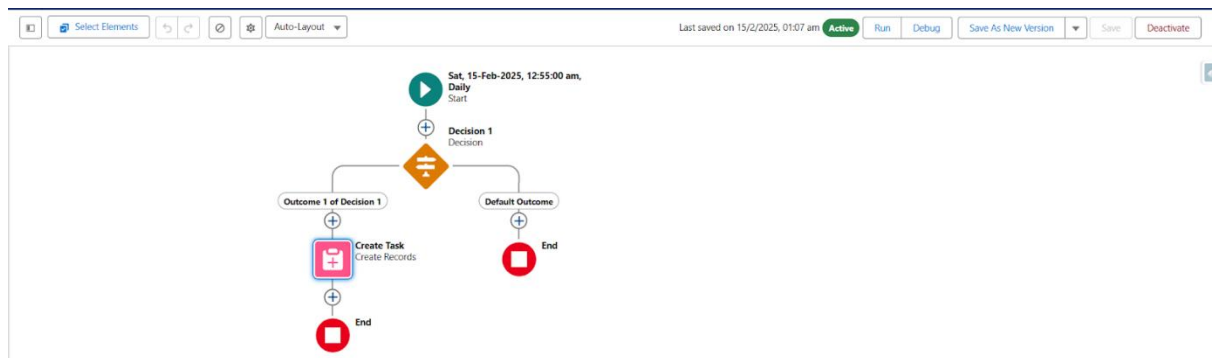 Select Elements
Auto-Layout
Last saved on 15/2/2025, 01:07 am
Active
Run
Debug
Save As New Version
Save
Deactivate
Sat, 15-Feb-2025, 12:55:00 am,
Daily
Start
Decision 1
Decision
Outcome 1 of Decision 1
Default Outcome
Create Task
Create Records
End
End